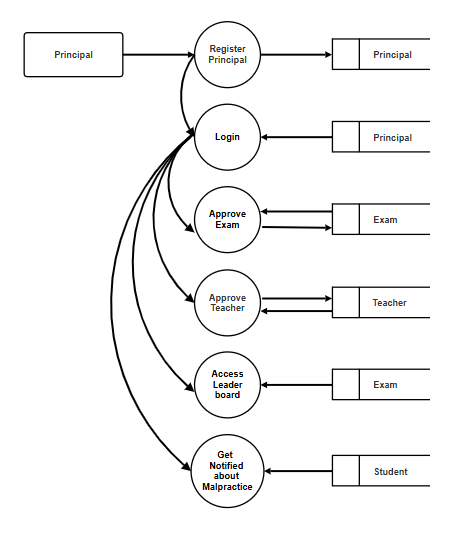 Principal
Register
Principal
Principal
Login
Principal
Approve
Exam
Exam
Approve
Teacher
Teacher
Access
Leader
board
Exam
Get
Notified
about
Malpractice
Student